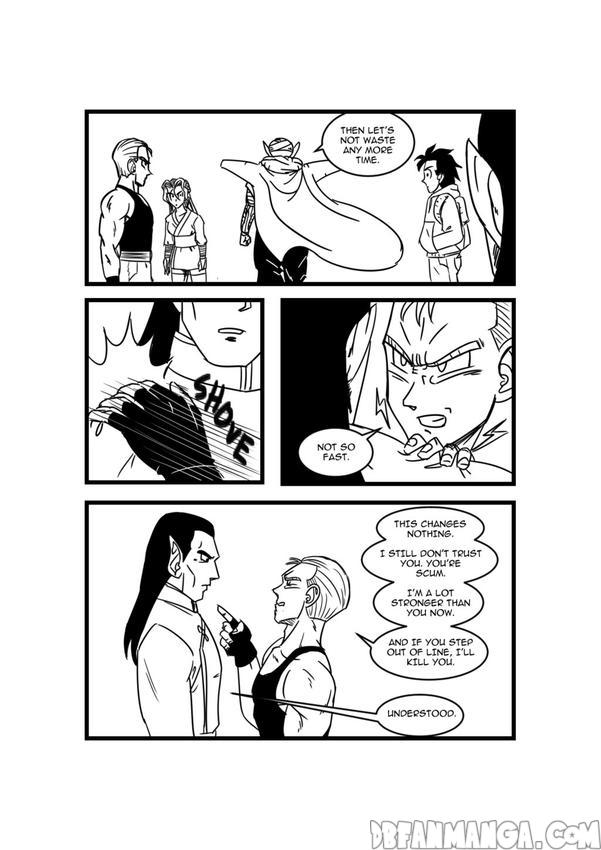 THEN LET'S
NOT WASTE
ANY MORE
TIME.
SHOVE
NOT SO
FAST.
THIS CHANGES
NOTHING.
I STILL DON'T TRUST
YOU. YOU'RE
SCUM.
I'M A LOT
STRONGER THAN
YOU NOW.
AND IF YOU STEP
OUT OF LINE, I'LL
KILL YOU.
UNDERSTOOD.
DBFANMANGA.COM